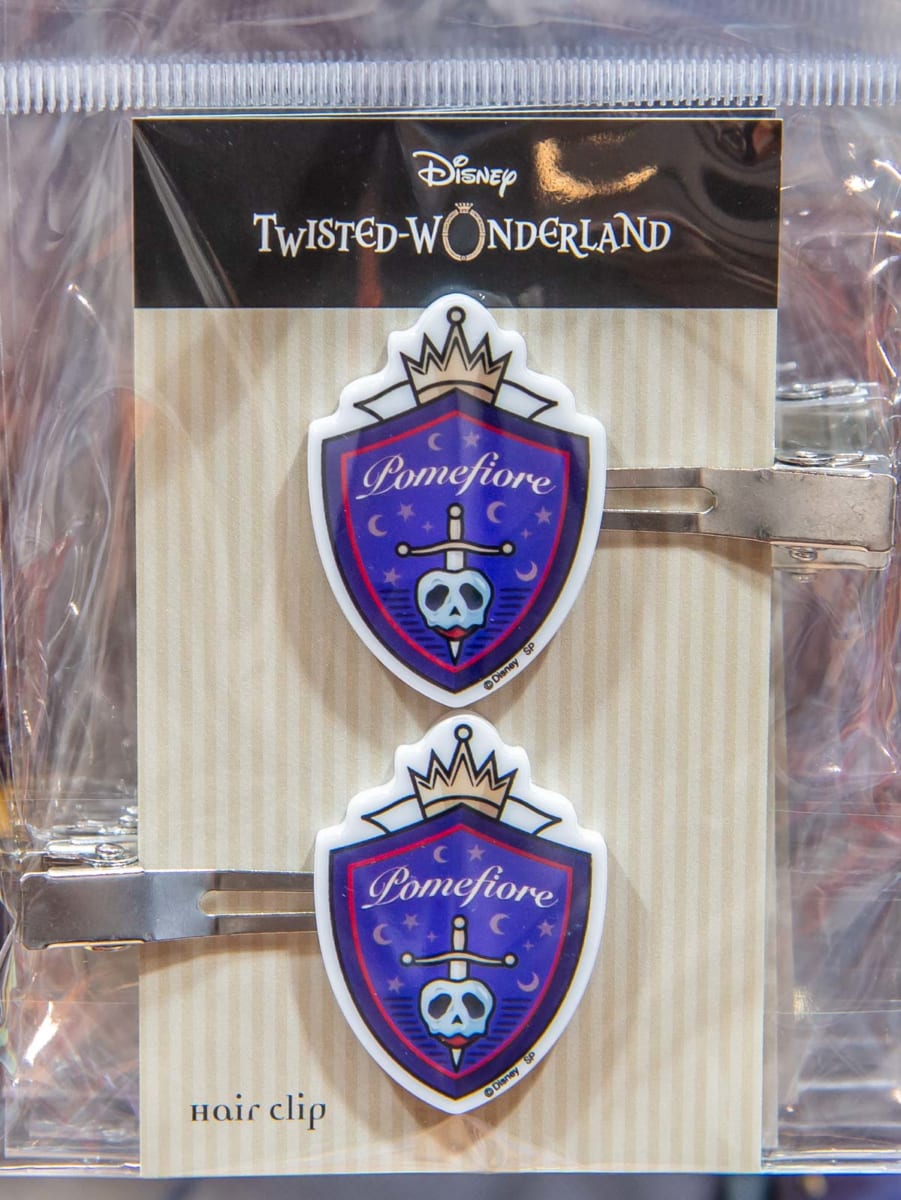 Disney
TWISTED-WONDERLAND
Pomefiore
©Disney SP
Pomefiore
©Disney SP
Hair clip